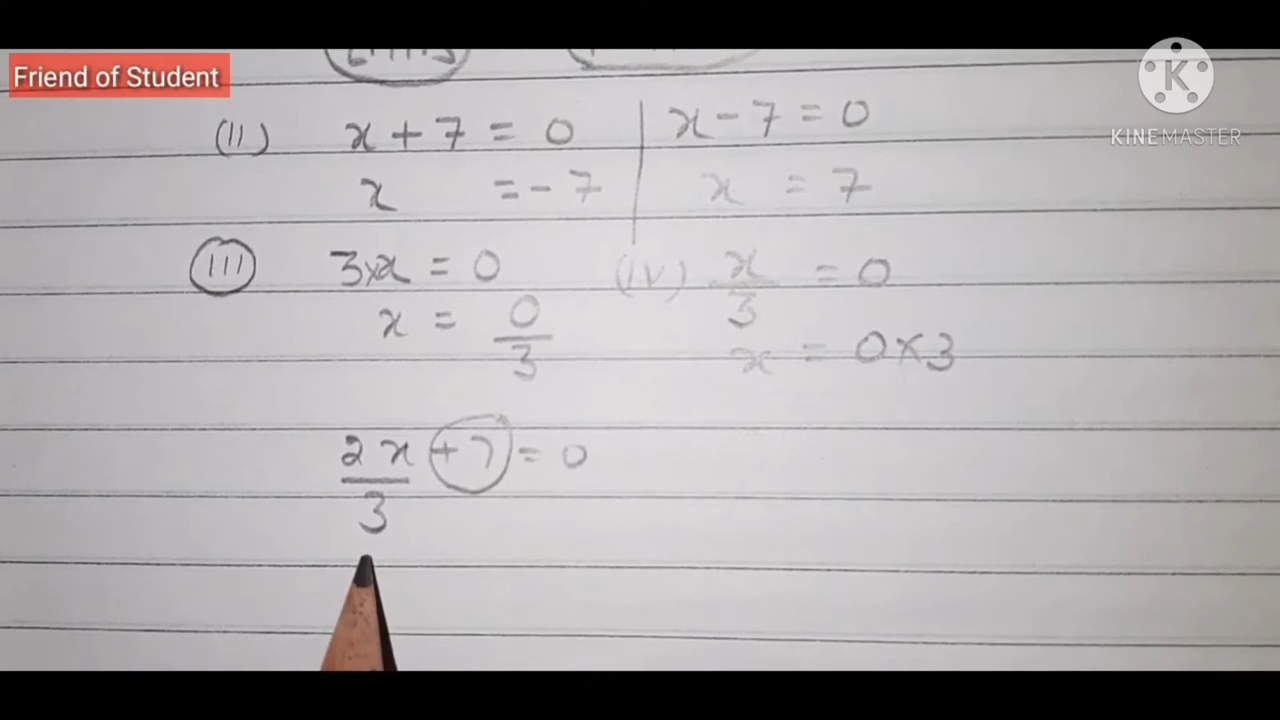 Friend of Student
KINEMASTER
(II) x + 7 = 0 | x - 7 = 0
x = - 7 | x = 7
(III) 3×x = 0 (IV) x/3 = 0
x = 0/3 x = 0×3
2x/3 + 7 = 0